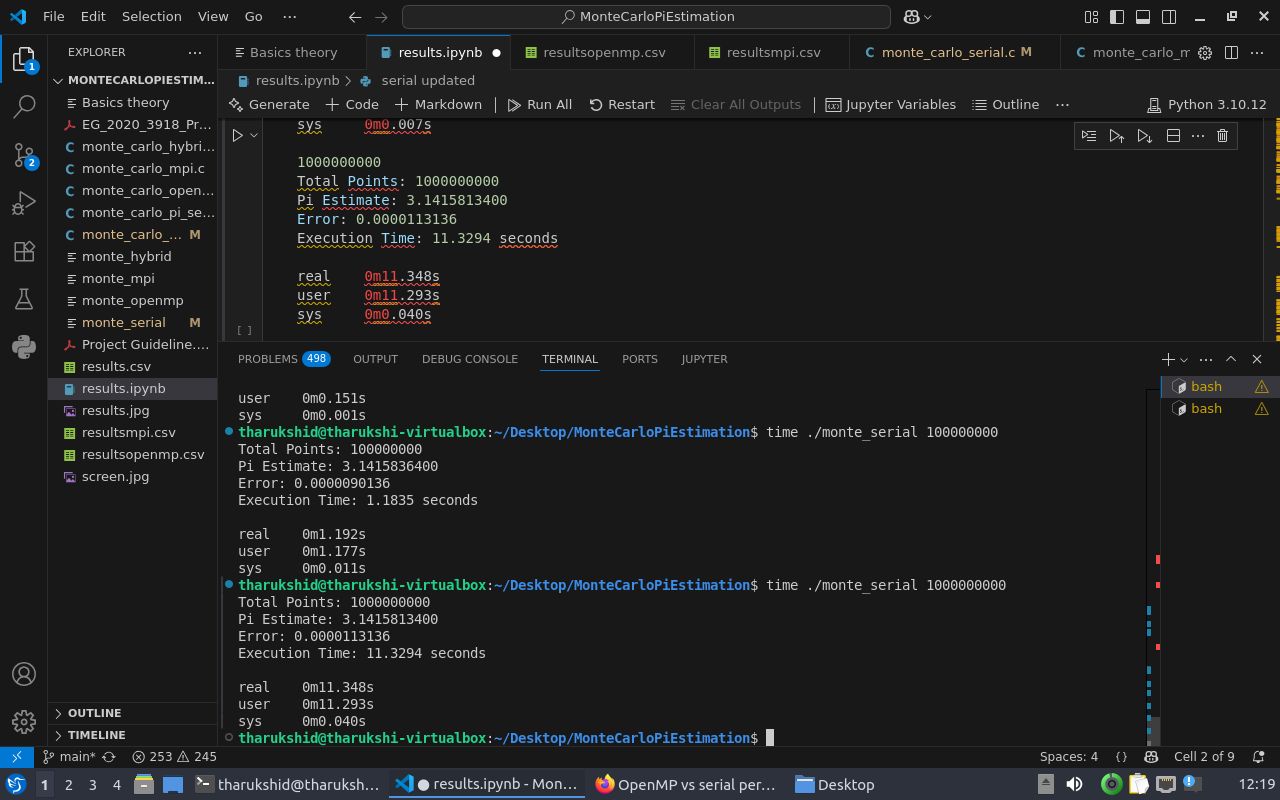 File Edit Selection View Go ··· MonteCarloPiEstimation
EXPLORER ···
MONTECARLOPIESTIM...
Basics theory
EG_2020_3918_Pr...
monte_carlo_hybri...
monte_carlo_mpi.c
monte_carlo_open...
monte_carlo_pi_se...
monte_carlo_... M
monte_hybrid
monte_mpi
monte_openmp
monte_serial M
Project Guideline....
results.csv
results.ipynb
results.jpg
resultsmpi.csv
resultsopenmp.csv
screen.jpg
OUTLINE
TIMELINE
1
2
Basics theory results.ipynb resultsopenmp.csv resultsmpi.csv monte_carlo_serial.c M monte_carlo_m ···
results.ipynb > serial updated
Generate + Code + Markdown Run All Restart Clear All Outputs Jupyter Variables Outline ··· Python 3.10.12
sys 0m0.007s
1000000000
Total Points: 1000000000
Pi Estimate: 3.1415813400
Error: 0.0000113136
Execution Time: 11.3294 seconds
real 0m11.348s
user 0m11.293s
sys 0m0.040s
[ ]
PROBLEMS 498 OUTPUT DEBUG CONSOLE TERMINAL PORTS JUPYTER
bash
bash
user 0m0.151s
sys 0m0.001s
tharukshid@tharukshi-virtualbox:~/Desktop/MonteCarloPiEstimation$ time ./monte_serial 100000000
Total Points: 100000000
Pi Estimate: 3.1415836400
Error: 0.0000090136
Execution Time: 1.1835 seconds
real 0m1.192s
user 0m1.177s
sys 0m0.011s
tharukshid@tharukshi-virtualbox:~/Desktop/MonteCarloPiEstimation$ time ./monte_serial 1000000000
Total Points: 1000000000
Pi Estimate: 3.1415813400
Error: 0.0000113136
Execution Time: 11.3294 seconds
real 0m11.348s
user 0m11.293s
sys 0m0.040s
tharukshid@tharukshi-virtualbox:~/Desktop/MonteCarloPiEstimation$
main* 253 245 Spaces: 4 {} Cell 2 of 9
1 2 3 4 tharukshid@tharuksh... results.ipynb - Mon... OpenMP vs serial per... Desktop 12:19